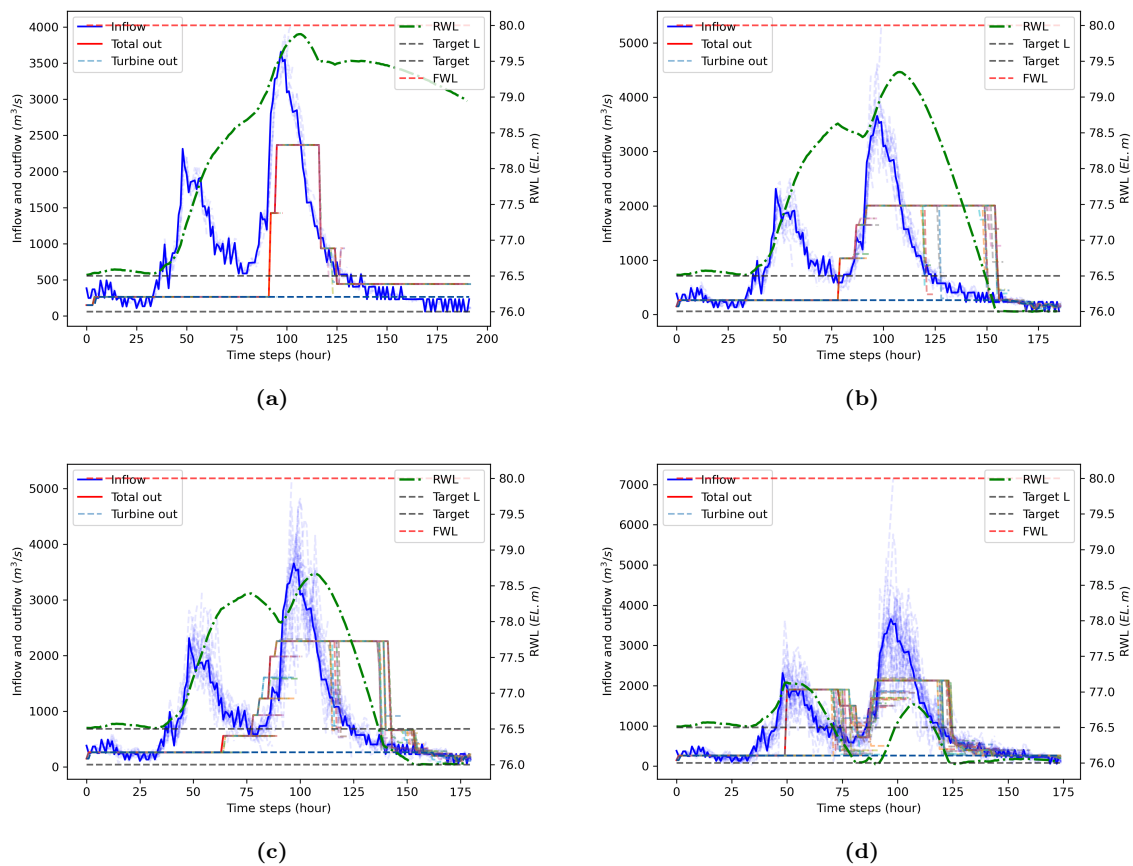 4000
3500
3000
2500
2000
1500
1000
500
0
Inflow and outflow (m³/s)
Inflow
Total out
Turbine out
RWL
Target L
Target
FWL
80.0
79.5
79.0
78.5
78.0
77.5
77.0
76.5
76.0
RWL (EL.m)
0 25 50 75 100 125 150 175 200
Time steps (hour)
(a)
5000
4000
3000
2000
1000
0
Inflow and outflow (m³/s)
Inflow
Total out
Turbine out
RWL
Target L
Target
FWL
80.0
79.5
79.0
78.5
78.0
77.5
77.0
76.5
76.0
RWL (EL.m)
0 25 50 75 100 125 150 175
Time steps (hour)
(b)
5000
4000
3000
2000
1000
0
Inflow and outflow (m³/s)
Inflow
Total out
Turbine out
RWL
Target L
Target
FWL
80.0
79.5
79.0
78.5
78.0
77.5
77.0
76.5
76.0
RWL (EL.m)
0 25 50 75 100 125 150 175
Time steps (hour)
(c)
7000
6000
5000
4000
3000
2000
1000
0
Inflow and outflow (m³/s)
Inflow
Total out
Turbine out
RWL
Target L
Target
FWL
80.0
79.5
79.0
78.5
78.0
77.5
77.0
76.5
76.0
RWL (EL.m)
0 25 50 75 100 125 150 175
Time steps (hour)
(d)